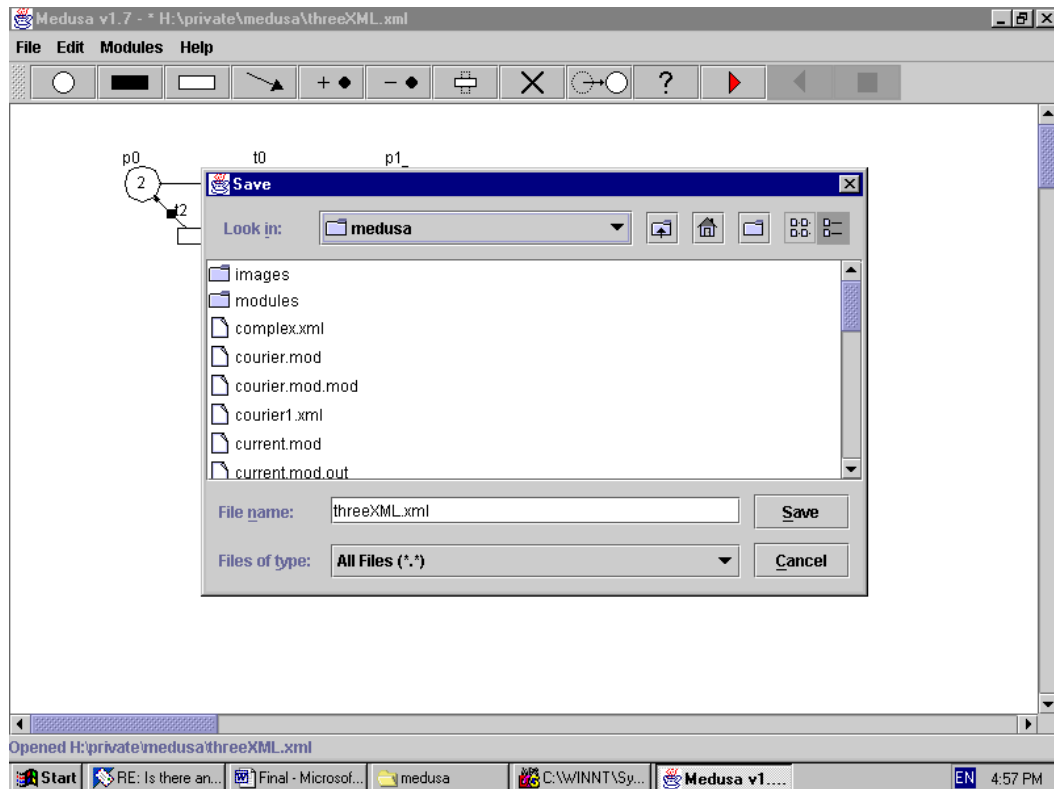 Medusa v1.7 - * H:\private\medusa\threeXML.xml
File Edit Modules Help
+ - ?
p0_ t0 p1_
2
t2
Save
Look in: medusa
images
modules
complex.xml
courier.mod
courier.mod.mod
courier1.xml
current.mod
current.mod.out
File name: threeXML.xml Save
Files of type: All Files (*.*) Cancel
Opened H:\private\medusa\threeXML.xml
Start RE: Is there an... Final - Microsof... medusa C:\WINNT\Sy... Medusa v1.... EN 4:57 PM